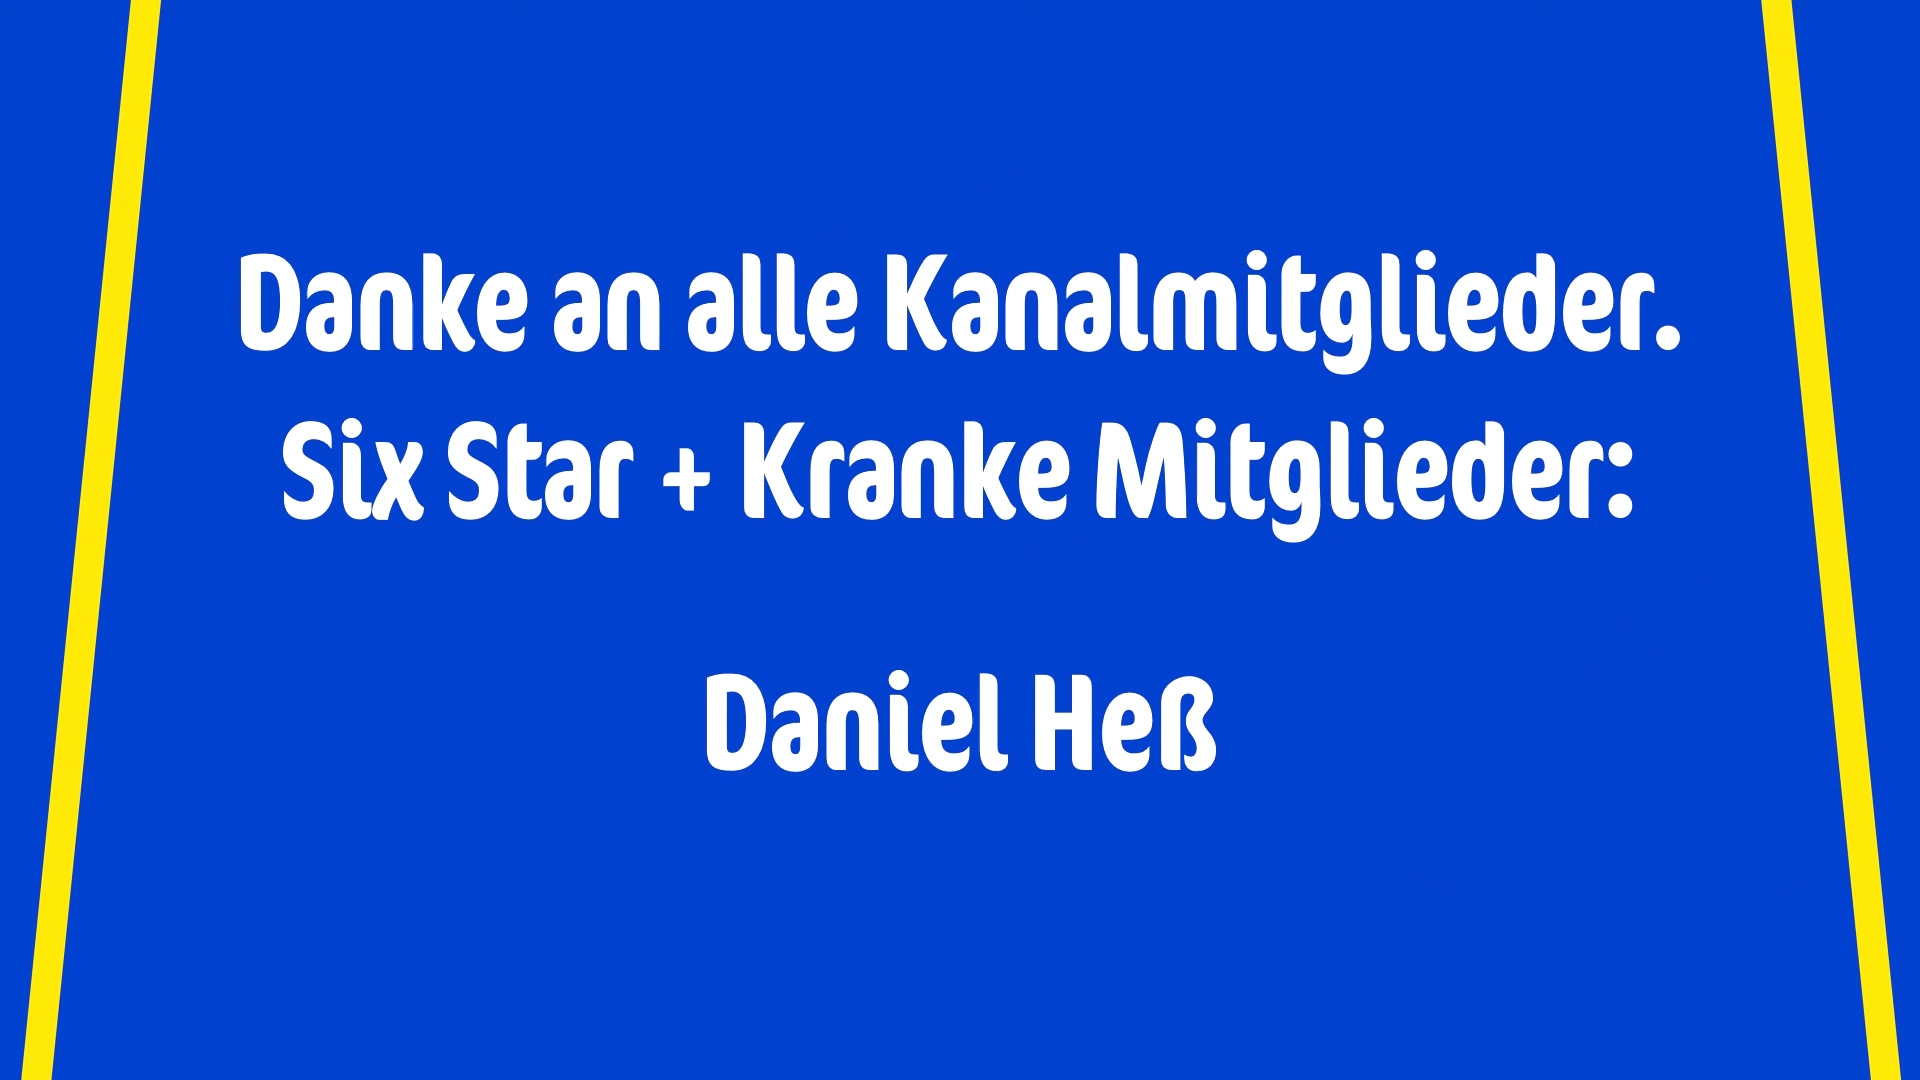 Danke an alle Kanalmitglieder.
Six Star + Kranke Mitglieder:
Daniel Heß